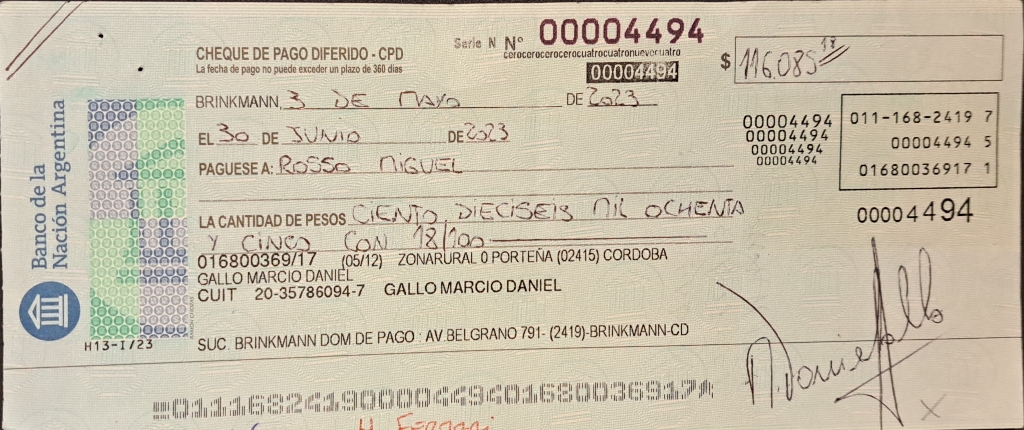 Serie N Nº 00004494
cerocerocerocerocuatrocuatronuevecuatro
00004494
CHEQUE DE PAGO DIFERIDO - CPD
La fecha de pago no puede exceder un plazo de 360 días
$ 116.085 18
BRINKMANN, 3 DE MAYO DE 2023
EL 30 DE JUNIO DE 2023
PAGUESE A: ROSSO MIGUEL
00004494
00004494
00004494
00004494
011-168-2419 7
00004494 5
01680036917 1
00004494
LA CANTIDAD DE PESOS CIENTO DIECISEIS MIL OCHENTA
Y CINCO CON 18/100
016800369/17 (05/12) ZONARURAL 0 PORTEÑA (02415) CORDOBA
GALLO MARCIO DANIEL
CUIT 20-35786094-7 GALLO MARCIO DANIEL
SUC. BRINKMANN DOM.DE PAGO : AV.BELGRANO 791- (2419)-BRINKMANN-CD
Banco de la
Nación Argentina
H13-I/23
01116824190000449401680036917